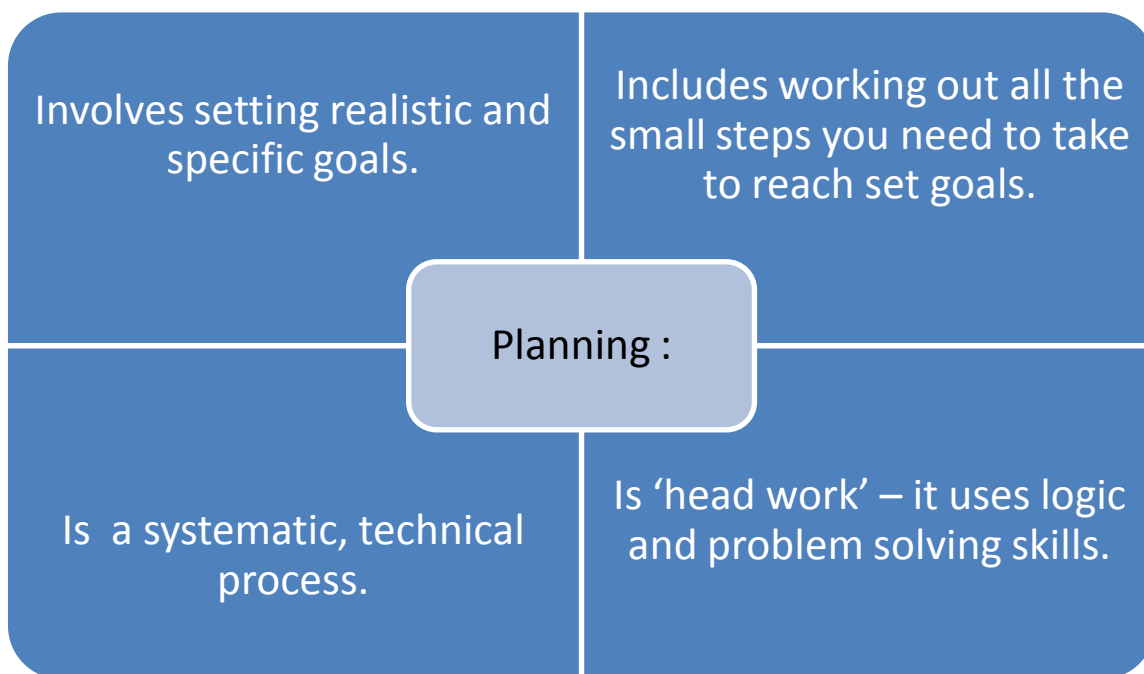 Involves setting realistic and
specific goals.
Includes working out all the
small steps you need to take
to reach set goals.
Planning :
Is  a systematic, technical
process.
Is ‘head work’ – it uses logic
and problem solving skills.